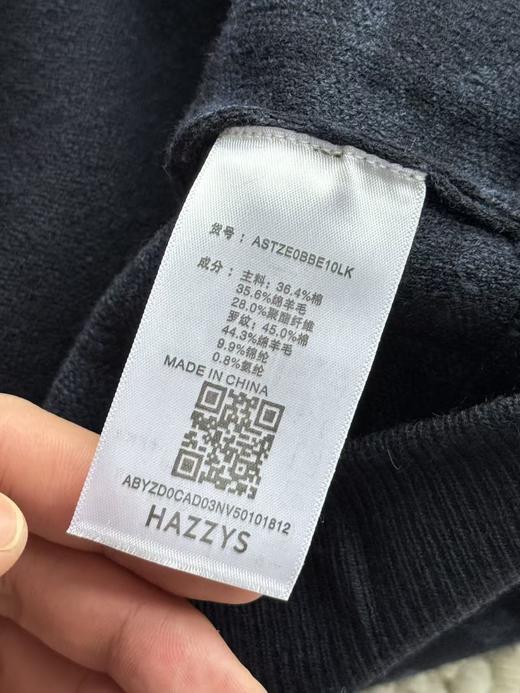 货号：ASTZE0BBE10LK
成分：主料：36.4%棉
35.6%绵羊毛
28.0%聚酯纤维
罗纹：45.0%棉
44.3%绵羊毛
9.9%锦纶
0.8%氨纶
MADE IN CHINA
ABYZD0CAD03NV50101812
HAZZYS